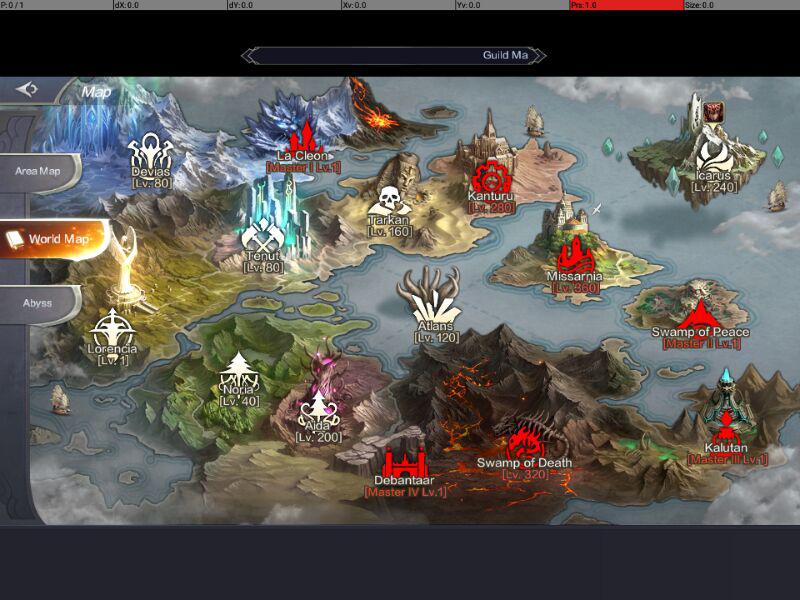 P: 0 / 1
dX: 0.0
dY: 0.0
Xv: 0.0
Yv: 0.0
Prs: 1.0
Size: 0.0
Guild Ma
Map
Area Map
World Map
Abyss
Devias
[Lv. 80]
La Cleon
[Master I Lv.1]
Kanturu
[Lv. 280]
Icarus
[Lv. 240]
Tarkan
[Lv. 160]
Tenut
[Lv. 80]
Missarnia
[Lv. 360]
Atlans
[Lv. 120]
Swamp of Peace
[Master II Lv.1]
Lorencia
[Lv. 1]
Noria
[Lv. 40]
Aida
[Lv. 200]
Kalutan
[Master III Lv.1]
Swamp of Death
[Lv. 320]
Debantaar
[Master IV Lv.1]